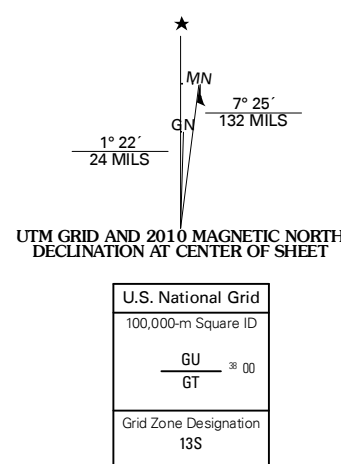 ★
MN
7° 25´
132 MILS
GN
1° 22´
24 MILS
UTM GRID AND 2010 MAGNETIC NORTH
DECLINATION AT CENTER OF SHEET
U.S. National Grid
100,000-m Square ID
GU
38 00
GT
Grid Zone Designation
13S